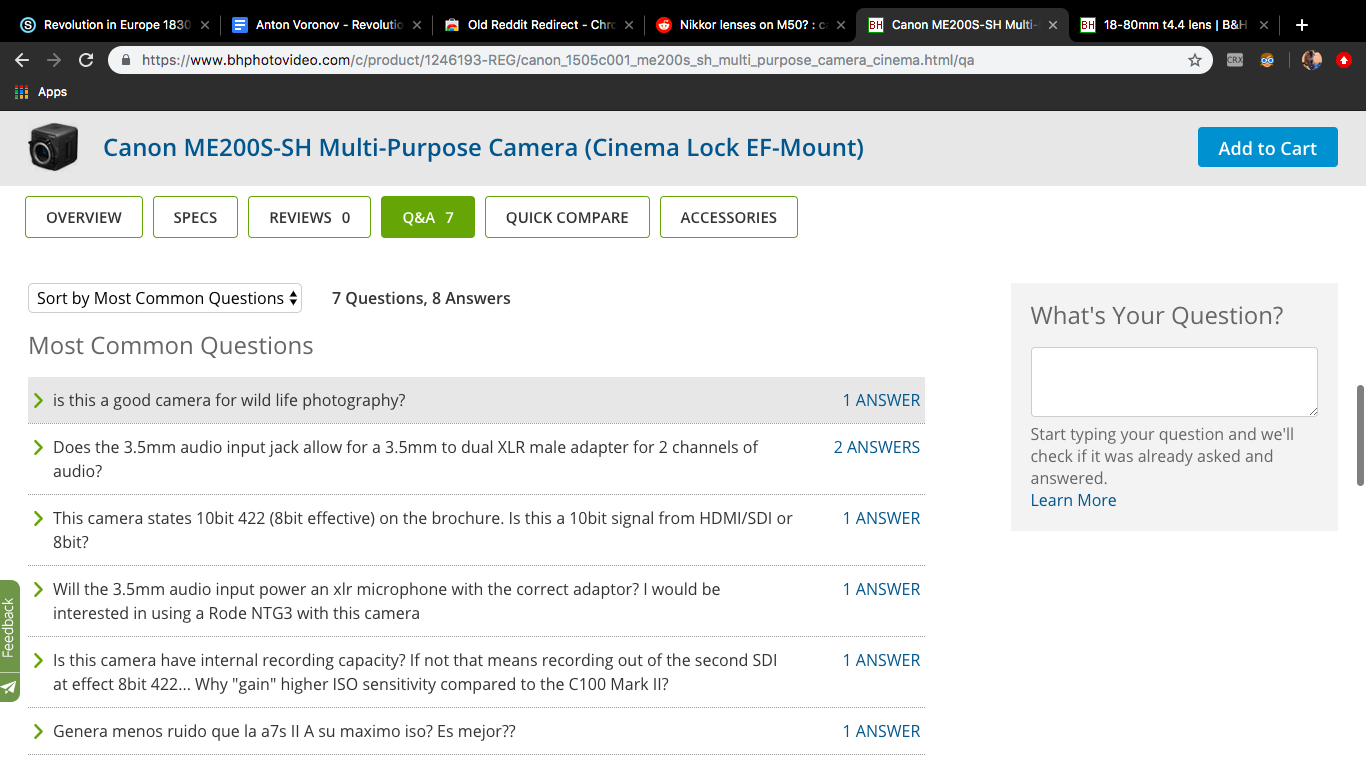 Revolution in Europe 1830
Anton Voronov - Revolutio
Old Reddit Redirect - Chro
Nikkor lenses on M50? : ca
BH Canon ME200S-SH Multi-
BH 18-80mm t4.4 lens | B&H
https://www.bhphotovideo.com/c/product/1246193-REG/canon_1505c001_me200s_sh_multi_purpose_camera_cinema.html/qa
CRX
Apps
Canon ME200S-SH Multi-Purpose Camera (Cinema Lock EF-Mount)
Add to Cart
OVERVIEW
SPECS
REVIEWS 0
Q&A 7
QUICK COMPARE
ACCESSORIES
Sort by Most Common Questions
7 Questions, 8 Answers
Most Common Questions
is this a good camera for wild life photography?
1 ANSWER
Does the 3.5mm audio input jack allow for a 3.5mm to dual XLR male adapter for 2 channels of
audio?
2 ANSWERS
This camera states 10bit 422 (8bit effective) on the brochure. Is this a 10bit signal from HDMI/SDI or
8bit?
1 ANSWER
Will the 3.5mm audio input power an xlr microphone with the correct adaptor? I would be
interested in using a Rode NTG3 with this camera
1 ANSWER
Is this camera have internal recording capacity? If not that means recording out of the second SDI
at effect 8bit 422... Why "gain" higher ISO sensitivity compared to the C100 Mark II?
1 ANSWER
Genera menos ruido que la a7s II A su maximo iso? Es mejor??
1 ANSWER
What's Your Question?
Start typing your question and we'll
check if it was already asked and
answered.
Learn More
Feedback